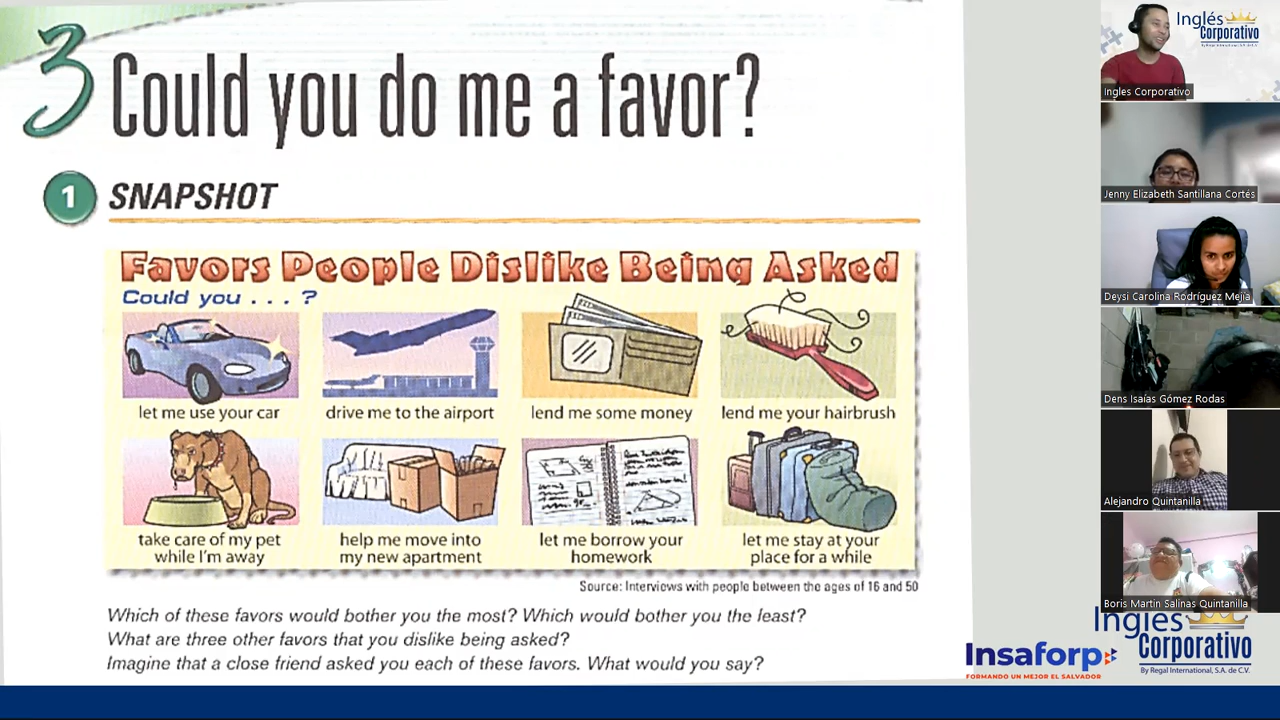 3 Could you do me a favor?
1 SNAPSHOT
Favors People Dislike Being Asked
Could you . . . ?
let me use your car
drive me to the airport
lend me some money
lend me your hairbrush
take care of my pet
while I'm away
help me move into
my new apartment
let me borrow your
homework
let me stay at your
place for a while
Source: Interviews with people between the ages of 16 and 50
Which of these favors would bother you the most? Which would bother you the least?
What are three other favors that you dislike being asked?
Imagine that a close friend asked you each of these favors. What would you say?
Inglés
Corporativo
By Regal International, S.A. de C.V.
Ingles Corporativo
Jenny Elizabeth Santillana Cortés
Deysi Carolina Rodríguez Mejía
Dens Isaías Gómez Rodas
Alejandro Quintanilla
Boris Martin Salinas Quintanilla
Insaforp
FORMANDO UN MEJOR EL SALVADOR
Inglés
Corporativo
By Regal International, S.A. de C.V.